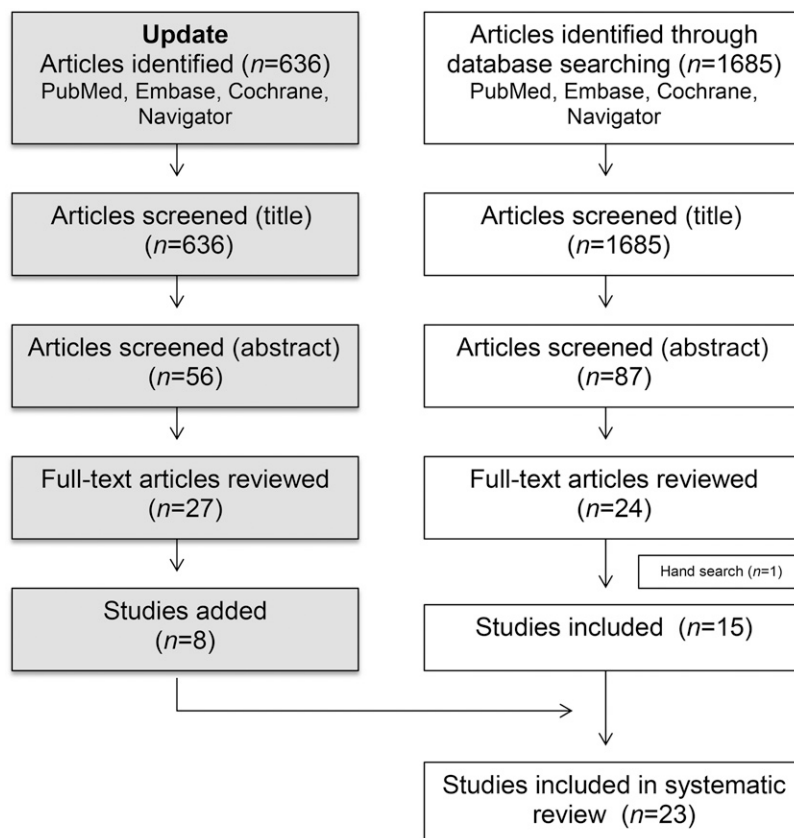 Update
Articles identified (n=636)
PubMed, Embase, Cochrane,
Navigator
Articles screened (title)
(n=636)
Articles screened (abstract)
(n=56)
Full-text articles reviewed
(n=27)
Studies added
(n=8)
Articles identified through
database searching (n=1685)
PubMed, Embase, Cochrane,
Navigator
Articles screened (title)
(n=1685)
Articles screened (abstract)
(n=87)
Full-text articles reviewed
(n=24)
Hand search (n=1)
Studies included (n=15)
Studies included in systematic
review (n=23)